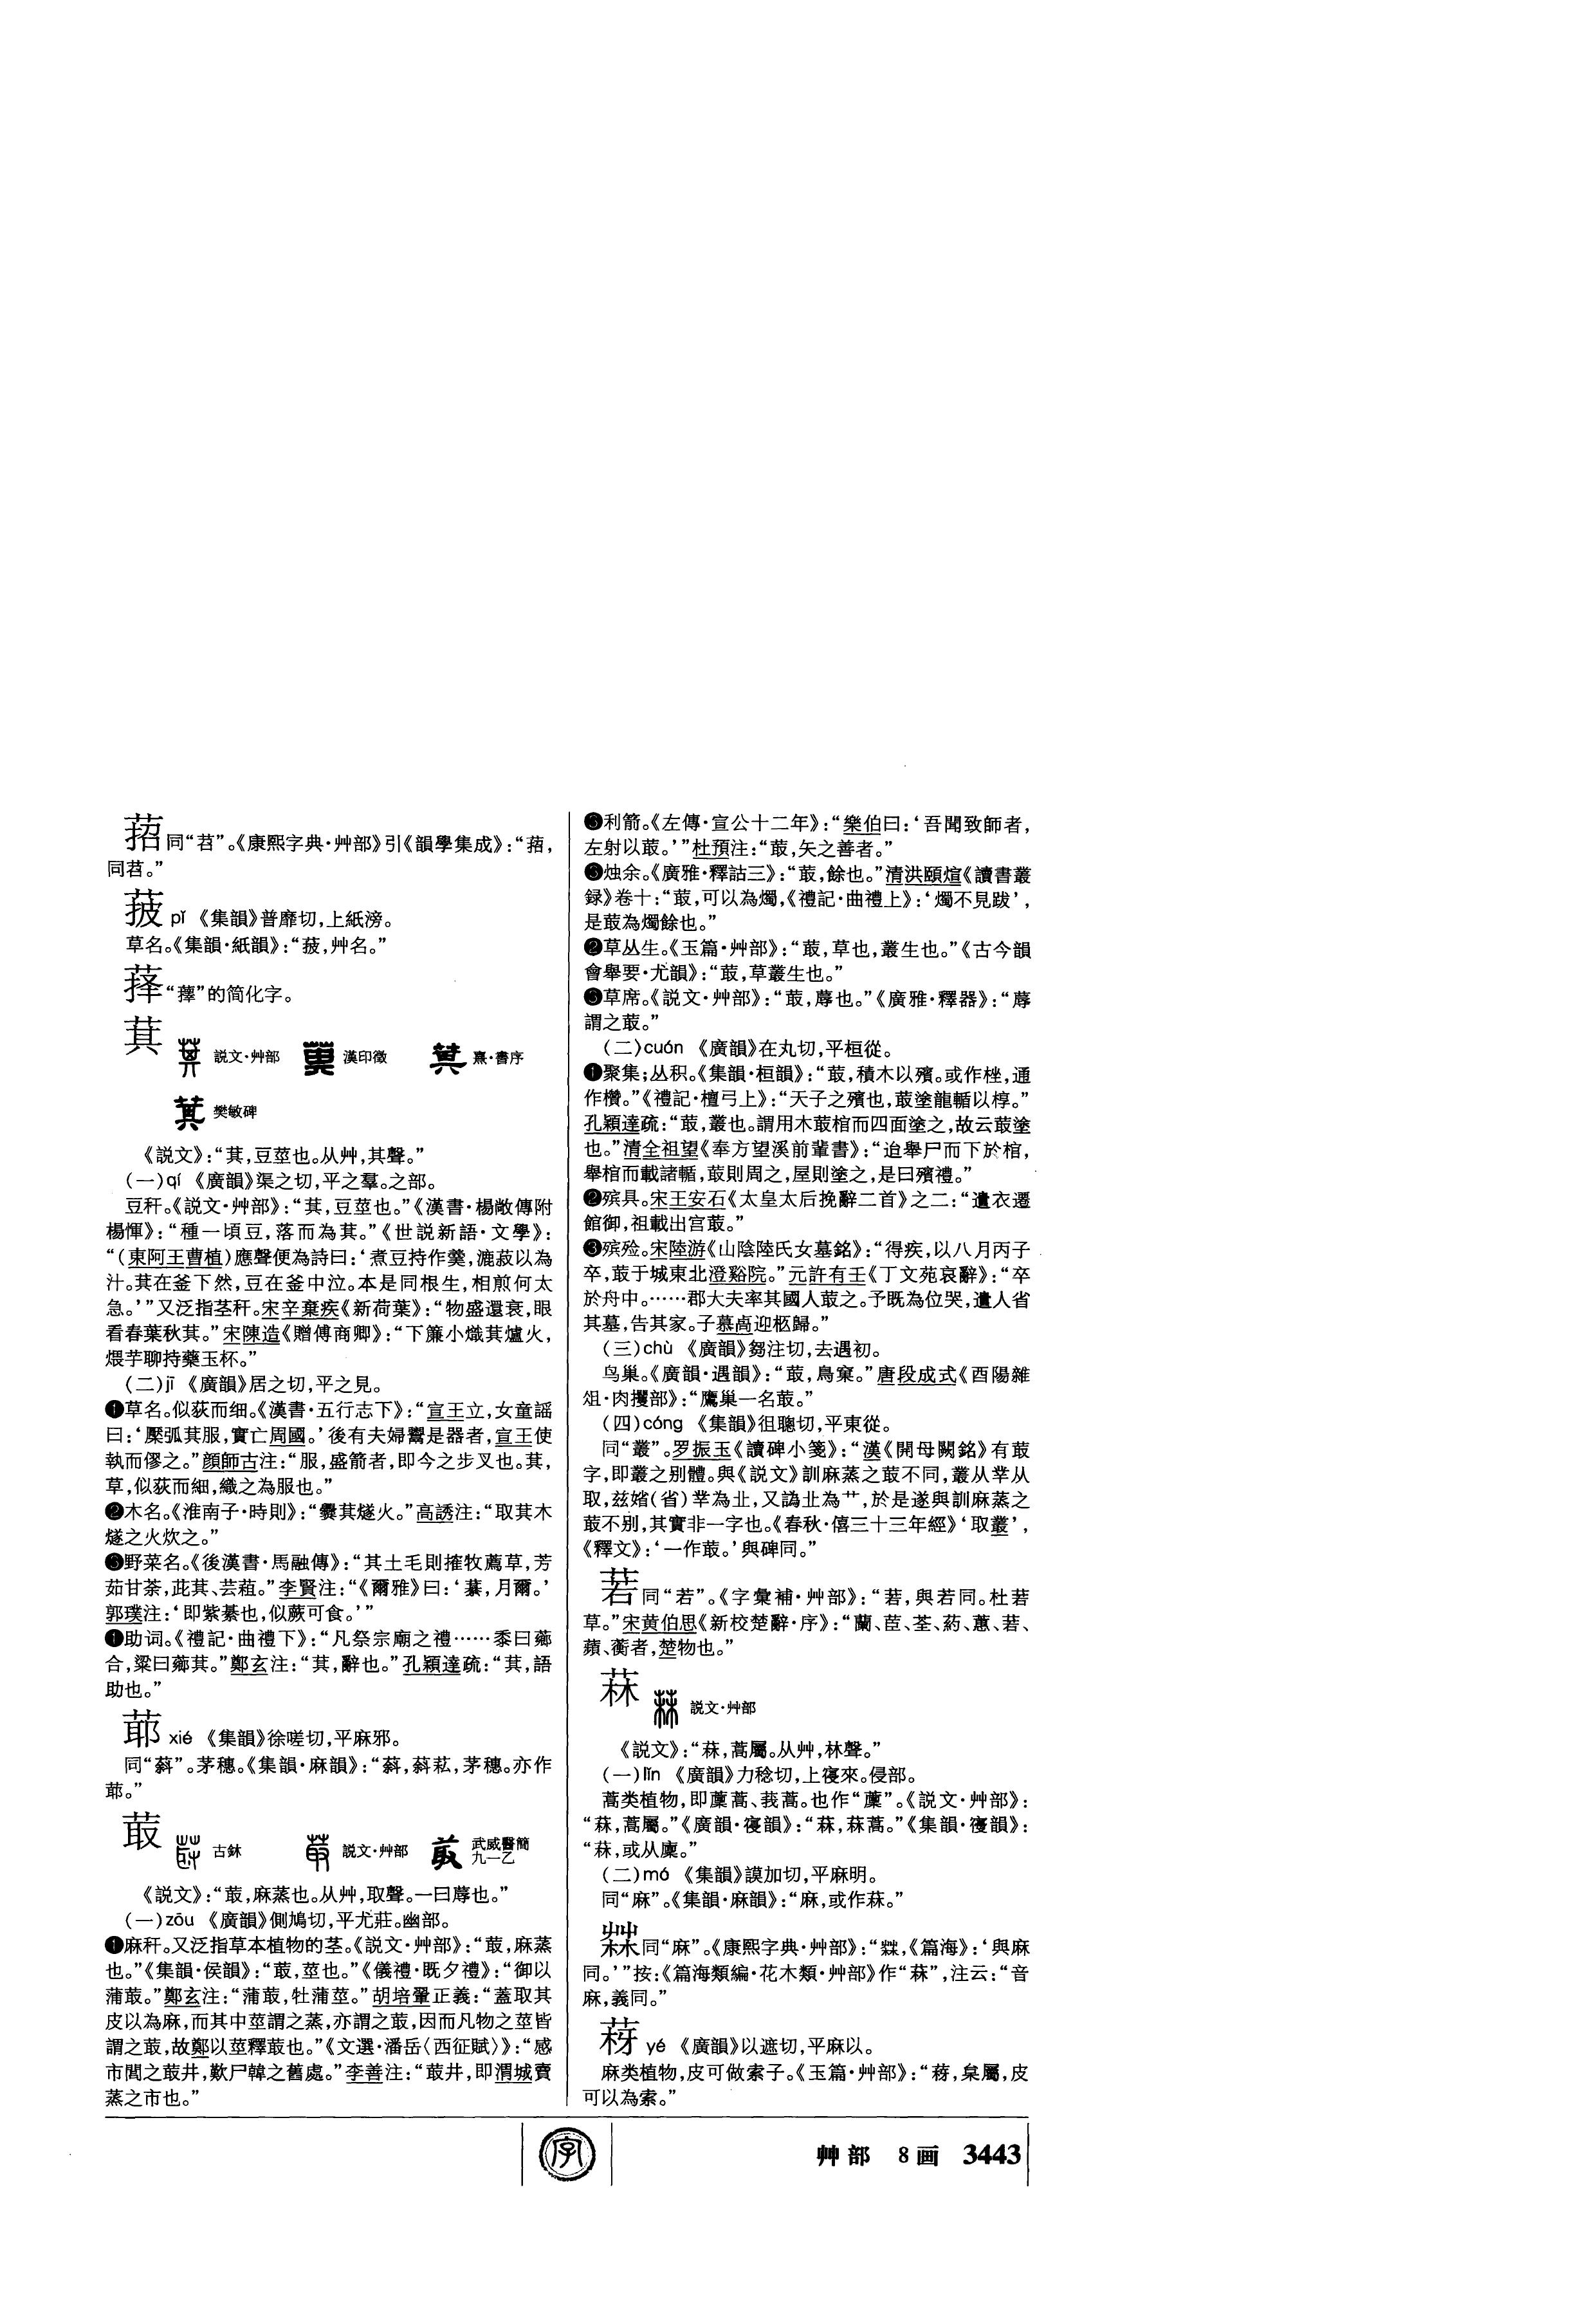 萔同“苕”。《康熙字典·艸部》引《韻學集成》：“萔，
同苕。”
菠 pǐ 《集韻》普靡切，上紙滂。
草名。《集韻·紙韻》：“菠，艸名。”
萚“蘀”的简化字。
萁 説文·艸部 漢印徵 熹·書序
樊敏碑
《説文》：“萁，豆莖也。从艸，其聲。”
（一）qí 《廣韻》渠之切，平之羣。之部。
豆秆。《説文·艸部》：“萁，豆莖也。”《漢書·楊敞傳附
楊惲》：“種一頃豆，落而為萁。”《世説新語·文學》：
“（東阿王曹植）應聲便為詩曰：‘煮豆持作羹，漉菽以為
汁。萁在釜下然，豆在釜中泣。本是同根生，相煎何太
急。’”又泛指茎秆。宋辛棄疾《新荷葉》：“物盛還衰，眼
看春葉秋萁。”宋陳造《贈傅商卿》：“下簾小熾萁爐火，
煨芋聊持藥玉杯。”
（二）jī 《廣韻》居之切，平之見。
❶草名。似荻而细。《漢書·五行志下》：“宣王立，女童謡
曰：‘檿弧萁服，實亡周國。’後有夫婦鬻是器者，宣王使
執而僇之。”顔師古注：“服，盛箭者，即今之步叉也。萁，
草，似荻而細，織之為服也。”
❷木名。《淮南子·時則》：“爨萁燧火。”高誘注：“取萁木
燧之火炊之。”
❸野菜名。《後漢書·馬融傳》：“其土毛則搉牧薦草，芳
茹甘荼，茈萁、芸蒩。”李賢注：“《爾雅》曰：‘藄，月爾。’
郭璞注：‘即紫綦也，似蕨可食。’”
❹助词。《禮記·曲禮下》：“凡祭宗廟之禮……黍曰薌
合，粱曰薌萁。”鄭玄注：“萁，辭也。”孔穎達疏：“萁，語
助也。”
䓉 xié 《集韻》徐嗟切，平麻邪。
同“䔑”。茅穗。《集韻·麻韻》：“䔑，䔑菾，茅穗。亦作
䓉。”
菆 古鉥 説文·艸部 武威醫簡
九一乙
《説文》：“菆，麻蒸也。从艸，取聲。一曰蓐也。”
（一）zōu 《廣韻》側鳩切，平尤莊。幽部。
❶麻秆。又泛指草本植物的茎。《説文·艸部》：“菆，麻蒸
也。”《集韻·侯韻》：“菆，莖也。”《儀禮·既夕禮》：“御以
蒲菆。”鄭玄注：“蒲菆，牡蒲莖。”胡培翬正義：“蓋取其
皮以為麻，而其中莖謂之蒸，亦謂之菆，因而凡物之莖皆
謂之菆，故鄭以莖釋菆也。”《文選·潘岳〈西征賦〉》：“感
市閭之菆井，歎尸韓之舊處。”李善注：“菆井，即渭城賣
蒸之市也。”
❷利箭。《左傳·宣公十二年》：“樂伯曰：‘吾聞致師者，
左射以菆。’”杜預注：“菆，矢之善者。”
❸烛余。《廣雅·釋詁三》：“菆，餘也。”清洪頤煊《讀書叢
録》卷十：“菆，可以為燭，《禮記·曲禮上》：‘燭不見跋’，
是菆為燭餘也。”
❹草丛生。《玉篇·艸部》：“菆，草也，叢生也。”《古今韻
會舉要·尤韻》：“菆，草叢生也。”
❺草席。《説文·艸部》：“菆，蓐也。”《廣雅·釋器》：“蓐
謂之菆。”
（二）cuón 《廣韻》在丸切，平桓從。
❶聚集；丛积。《集韻·桓韻》：“菆，積木以殯。或作㭫，通
作欑。”《禮記·檀弓上》：“天子之殯也，菆塗龍輴以椁。”
孔穎達疏：“菆，叢也。謂用木菆棺而四面塗之，故云菆塗
也。”清全祖望《奉方望溪前輩書》：“迨舉尸而下於棺，
舉棺而載諸輴，菆則周之，屋則塗之，是曰殯禮。”
❷殡具。宋王安石《太皇太后挽辭二首》之二：“遺衣遷
館御，祖載出宫菆。”
❸殡殓。宋陸游《山陰陸氏女墓銘》：“得疾，以八月丙子
卒，菆于城東北澄谿院。”元許有壬《丁文苑哀辭》：“卒
於舟中。……郡大夫率其國人菆之。予既為位哭，遣人省
其墓，告其家。子慕卨迎柩歸。”
（三）chù 《廣韻》芻注切，去遇初。
鸟巢。《廣韻·遇韻》：“菆，鳥窠。”唐段成式《酉陽雜
俎·肉攫部》：“鷹巢一名菆。”
（四）cóng 《集韻》徂聰切，平東從。
同“叢”。罗振玉《讀碑小箋》：“漢《開母闕銘》有菆
字，即叢之别體。與《説文》訓麻蒸之菆不同，叢从丵从
取，兹媘（省）丵為业，又譌业為艹，於是遂與訓麻蒸之
菆不别，其實非一字也。《春秋·僖三十三年經》‘取叢’，
《釋文》：‘一作菆。’與碑同。”
同“若”。《字彙補·艸部》：“䓀，與若同。杜若
草。”宋黄伯思《新校楚辭·序》：“蘭、茝、荃、葯、蕙、若、
蘋、蘅者，楚物也。”
菻 説文·艸部
《説文》：“菻，蒿屬。从艸，林聲。”
（一）lǐn 《廣韻》力稔切，上寑來。侵部。
蒿类植物，即藁蒿、莪蒿。也作“藁”。《説文·艸部》：
“菻，蒿屬。”《廣韻·寑韻》：“菻，菻蒿。”《集韻·寑韻》：
“菻，或从廩。”
（二）má 《集韻》謨加切，平麻明。
同“麻”。《集韻·麻韻》：“麻，或作菻。”
同“麻”。《康熙字典·艸部》：“䒬，《篇海》：‘與麻
同。’”按：《篇海類編·花木類·艸部》作“菻”，注云：“音
麻，義同。”
䓉 yé 《廣韻》以遮切，平麻以。
麻类植物，皮可做索子。《玉篇·艸部》：“枲屬，皮
可以為索。”
字 艸部 8画 3443